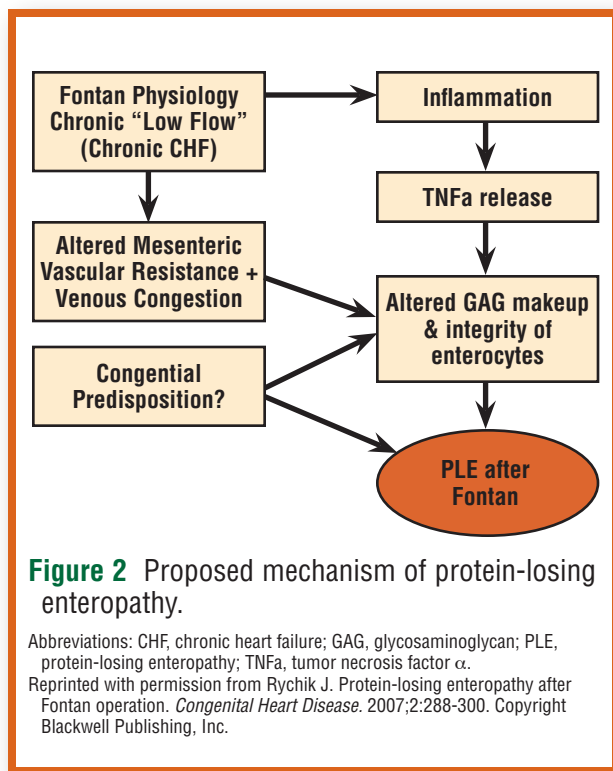 Fontan Physiology
Chronic “Low Flow”
(Chronic CHF)
Inflammation
TNFa release
Altered Mesenteric
Vascular Resistance +
Venous Congestion
Altered GAG makeup
& integrity of
enterocytes
Congential
Predisposition?
PLE after
Fontan
Figure 2 Proposed mechanism of protein-losing
enteropathy.
Abbreviations: CHF, chronic heart failure; GAG, glycosaminoglycan; PLE,
protein-losing enteropathy; TNFa, tumor necrosis factor α.
Reprinted with permission from Rychik J. Protein-losing enteropathy after
Fontan operation. Congenital Heart Disease. 2007;2:288-300. Copyright
Blackwell Publishing, Inc.